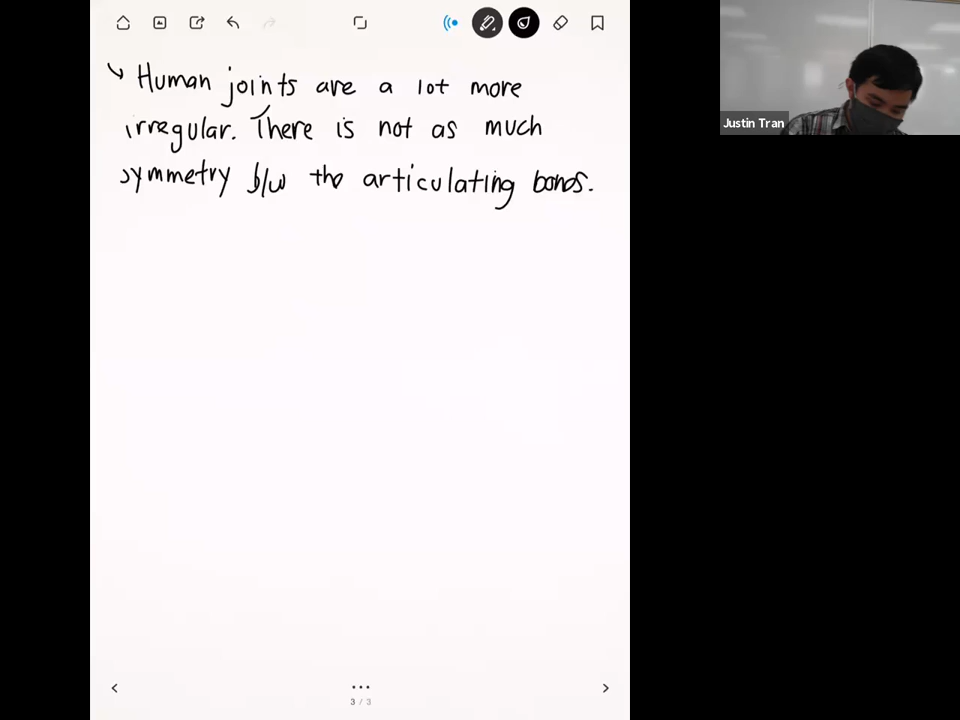 Human joints are a lot more
irregular. There is not as much
symmetry b/w the articulating bones.
Justin Tran
3 / 3